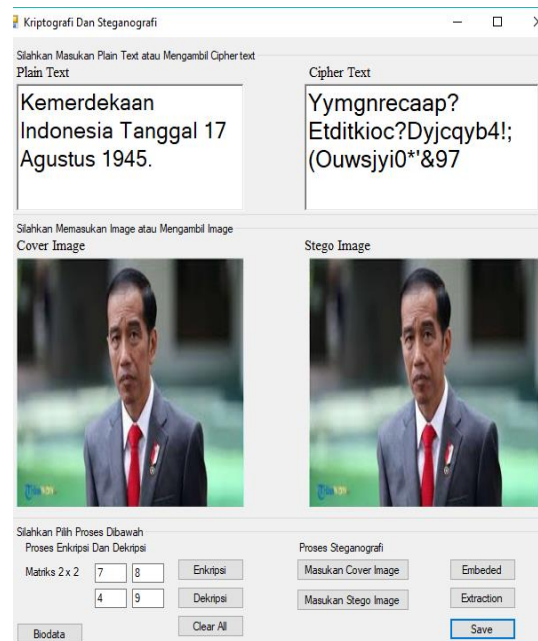 Kriptografi Dan Steganografi
Silahkan Masukan Plain Text atau Mengambil Ciphertext
Plain Text
Cipher Text
Kemerdekaan
Indonesia Tanggal 17
Agustus 1945.
Yymgnrecaap?
Etditkioc?Dyjcqyb4!;
(Ouwsjyi0*'&97
Silahkan Memasukan Image atau Mengambil Image
Cover Image
Stego Image
Silahkan Pilih Proses Dibawah
Proses Enkripsi Dan Dekripsi
Proses Steganografi
Matriks 2 x 2 7 8 Enkripsi
Masukan Cover Image Embeded
4 9 Dekripsi
Masukan Stego Image Extraction
Biodata
Clear All
Save